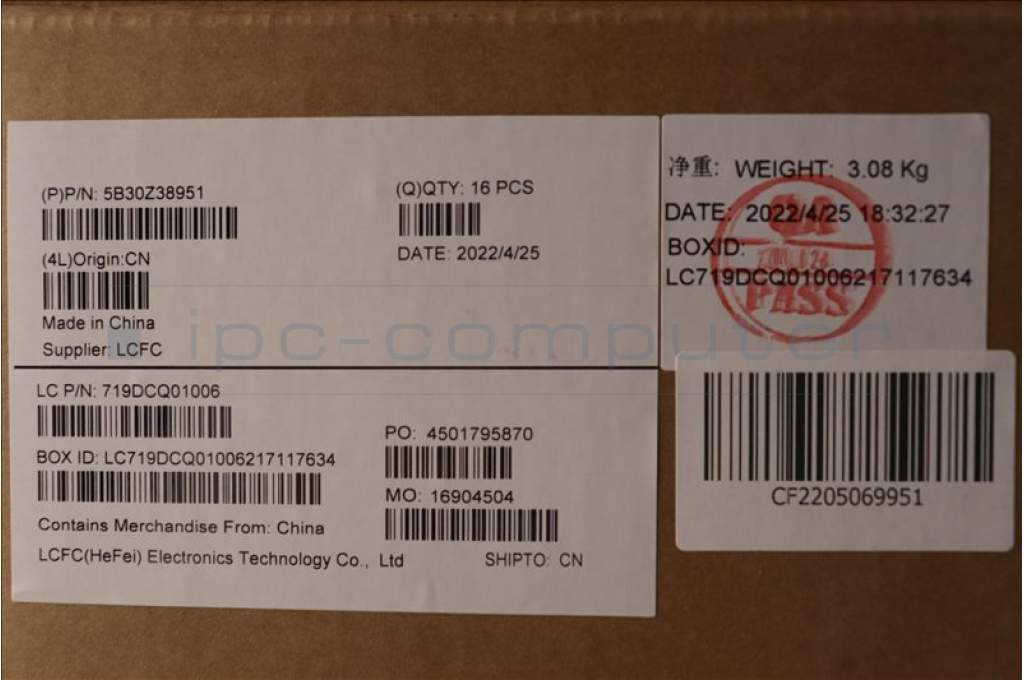 (P)P/N: 5B30Z38951
(Q)QTY: 16 PCS
(4L)Origin:CN
DATE: 2022/4/25
Made in China
Supplier: LCFC
LC P/N: 719DCQ01006
PO: 4501795870
BOX ID: LC719DCQ01006217117634
MO: 16904504
Contains Merchandise From: China
LCFC(HeFei) Electronics Technology Co., Ltd
SHIPTO: CN
净重: WEIGHT: 3.08 Kg
DATE: 2022/4/25 18:32:27
BOXID:
LC719DCQ01006217117634
QA
PASS
CF2205069951
ipc-computer